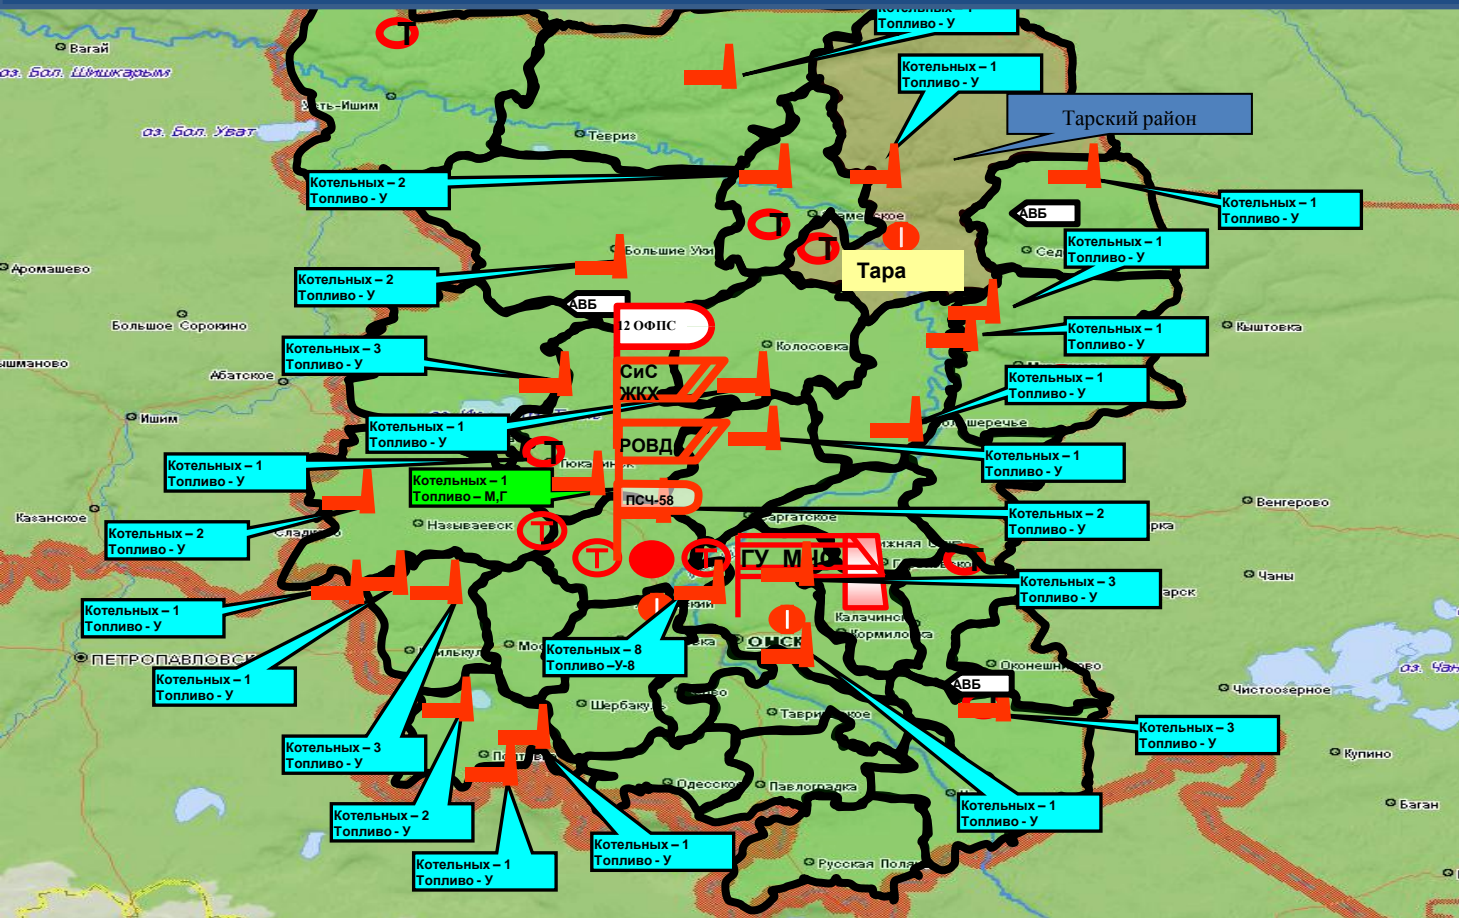 Котельных – 1
Топливо - У
Вагай
оз. Бол. Шишкарым
Котельных – 1
Топливо - У
Тарский район
оз. Бол. Уват
Тевриз
Котельных – 2
Топливо - У
Котельных – 1
Топливо - У
АВБ
Т
Т
Т
Большие Уки
Котельных – 1
Топливо - У
Тара
Аромашево
Котельных – 2
Топливо - У
АВБ
12 ОФПС
Большое Сорокино
Котельных – 1
Топливо - У
Кыштовка
Котельных – 3
Топливо - У
Колосовка
Абатское
СиС
ЖКХ
Котельных – 1
Топливо - У
Ишим
Котельных – 1
Топливо - У
РОВД
Т
Котельных – 1
Топливо - У
Котельных – 1
Топливо - У
Котельных – 1
Топливо – М,Г
ПСЧ-58
Венгерово
Казанское
Называевск
Саргатское
Котельных – 2
Топливо - У
Котельных – 2
Топливо - У
Т
Т
Т
ГУ МЧС
Т
Чаны
Котельных – 3
Топливо - У
Котельных – 1
Топливо - У
Калачинск
Кормиловка
ОМСК
Котельных – 8
Топливо –У-8
ПЕТРОПАВЛОВСК
Оконешниково
оз. Чан
Котельных – 1
Топливо - У
АВБ
Чистоозерное
Шербакуль
Таврическое
Котельных – 3
Топливо - У
Котельных – 3
Топливо - У
Купино
Одесское
Павлоградка
Котельных – 1
Топливо - У
Баган
Котельных – 2
Топливо - У
Котельных – 1
Топливо - У
Котельных – 1
Топливо - У
Русская Поляна